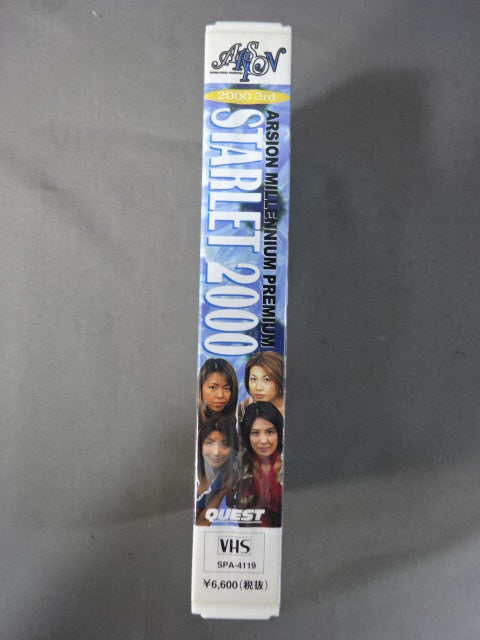 ARSION
2000 3rd
ARSION MILLENNIUM PREMIUM
STARLET 2000
QUEST
VHS
SPA-4119
¥6,600(税抜)